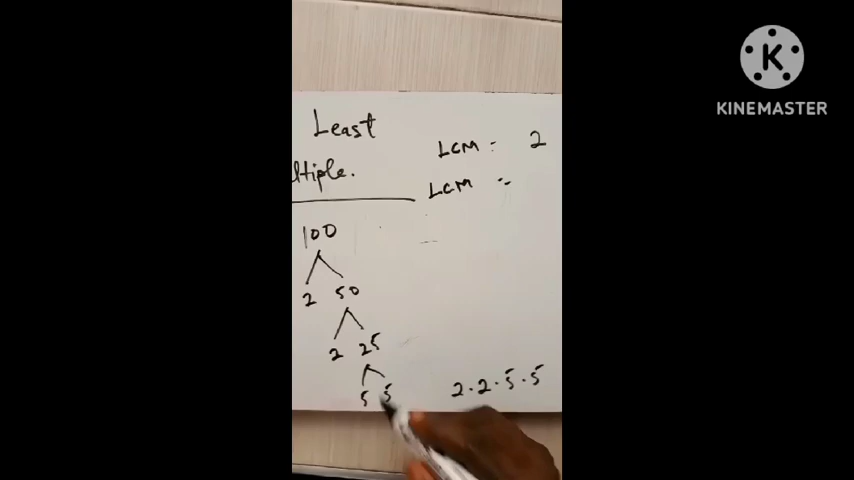 Least
ltiple.
LCM : 2
LCM :
100
2 50
2 25
5 5
2.2.5.5
KINEMASTER